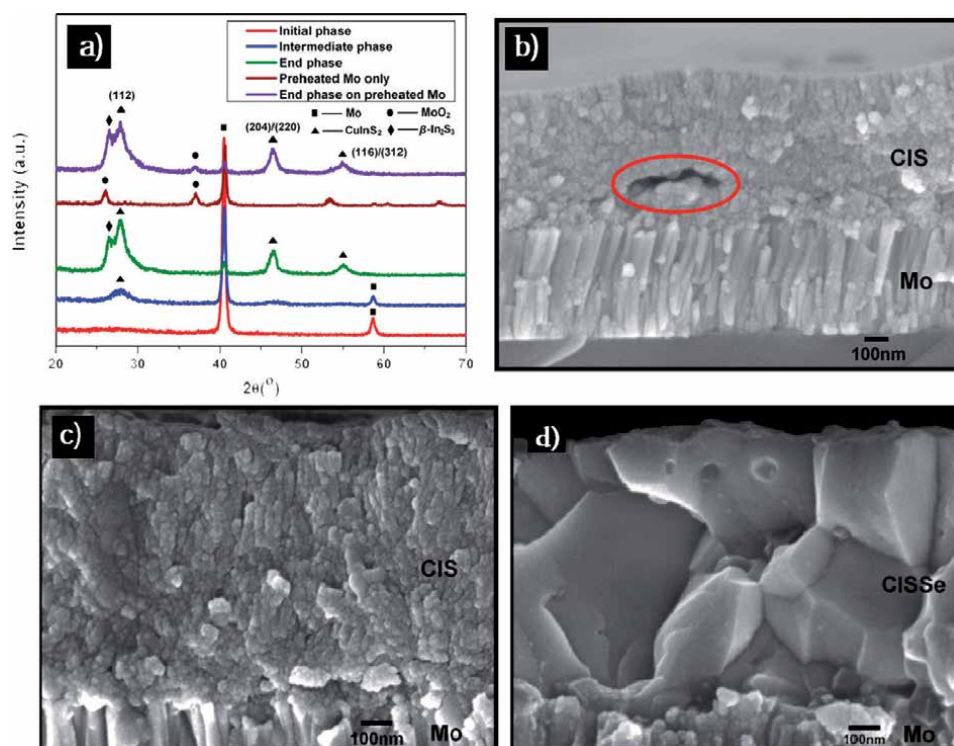 a)
Initial phase
Intermediate phase
End phase
Preheated Mo only
End phase on preheated Mo
■ Mo ● MoO₂
▲ CuInS₂ ◆ β-In₂S₃
(112)
(204)/(220)
(116)/(312)
Intensity (a.u.)
20 30 40 50 60 70
2θ(°)
b)
CIS
Mo
100nm
c)
CIS
100nm
Mo
d)
CISSe
100nm
Mo